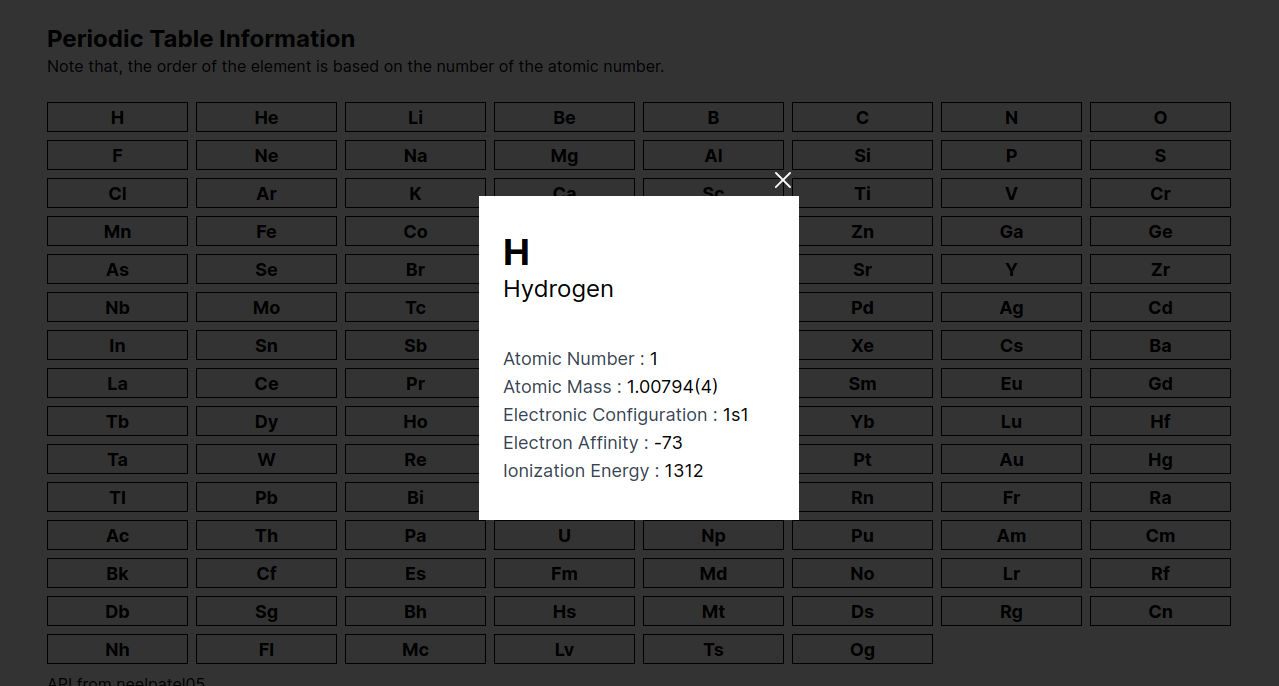 Periodic Table Information
Note that, the order of the element is based on the number of the atomic number.
H He Li Be B C N O
F Ne Na Mg Al Si P S
Cl Ar K Ca Sc Ti V Cr
Mn Fe Co Zn Ga Ge
As Se Br Sr Y Zr
Nb Mo Tc Pd Ag Cd
In Sn Sb Xe Cs Ba
La Ce Pr Sm Eu Gd
Tb Dy Ho Yb Lu Hf
Ta W Re Pt Au Hg
Tl Pb Bi Rn Fr Ra
Ac Th Pa U Np Pu Am Cm
Bk Cf Es Fm Md No Lr Rf
Db Sg Bh Hs Mt Ds Rg Cn
Nh Fl Mc Lv Ts Og
API from neelpatel05
H
Hydrogen
Atomic Number : 1
Atomic Mass : 1.00794(4)
Electronic Configuration : 1s1
Electron Affinity : -73
Ionization Energy : 1312